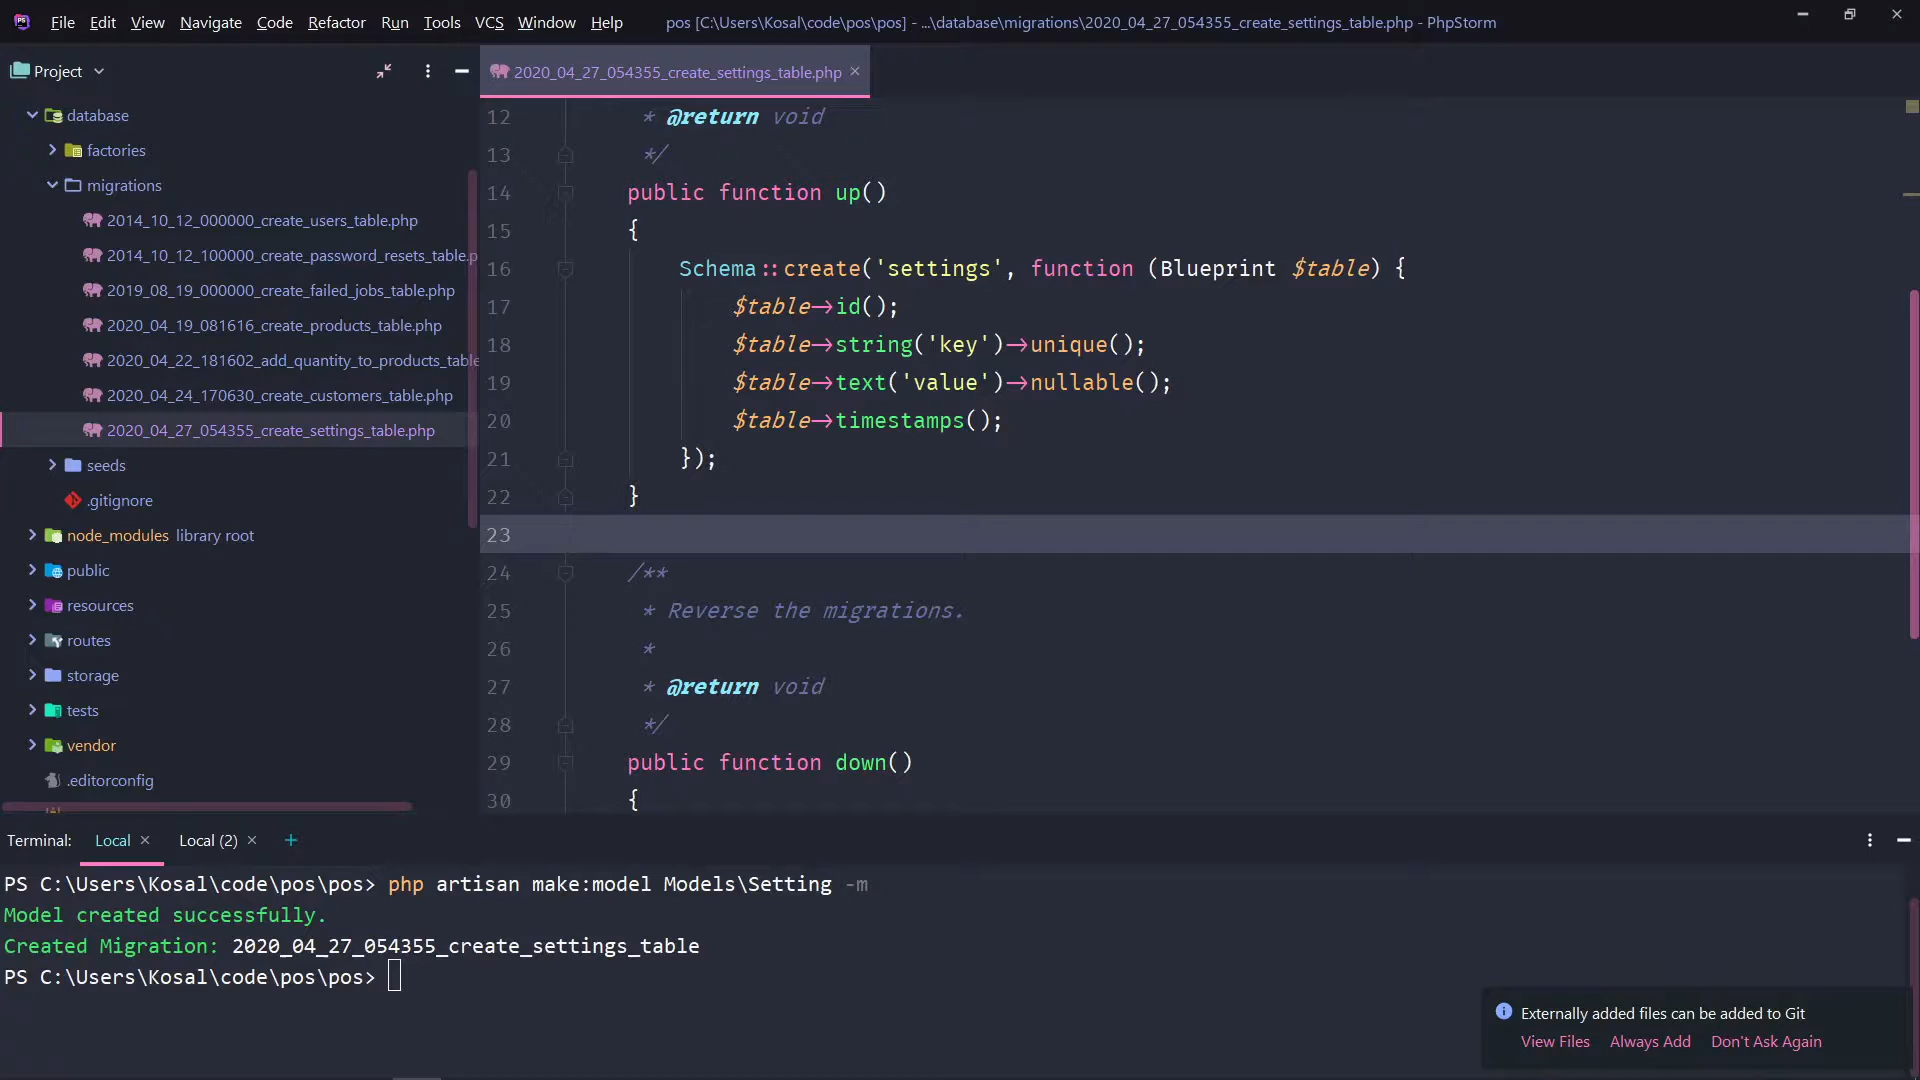 File Edit View Navigate Code Refactor Run Tools VCS Window Help pos [C:\Users\Kosal\code\pos\pos] - ...\database\migrations\2020_04_27_054355_create_settings_table.php - PhpStorm
Project
database
factories
migrations
2014_10_12_000000_create_users_table.php
2014_10_12_100000_create_password_resets_table.p
2019_08_19_000000_create_failed_jobs_table.php
2020_04_19_081616_create_products_table.php
2020_04_22_181602_add_quantity_to_products_table
2020_04_24_170630_create_customers_table.php
2020_04_27_054355_create_settings_table.php
seeds
.gitignore
node_modules library root
public
resources
routes
storage
tests
vendor
.editorconfig
2020_04_27_054355_create_settings_table.php
12 * @return void
13 */
14 public function up()
15 {
16 Schema::create('settings', function (Blueprint $table) {
17 $table->id();
18 $table->string('key')->unique();
19 $table->text('value')->nullable();
20 $table->timestamps();
21 });
22 }
23
24 /**
25 * Reverse the migrations.
26 *
27 * @return void
28 */
29 public function down()
30 {
Terminal: Local Local (2) +
PS C:\Users\Kosal\code\pos\pos> php artisan make:model Models\Setting -m
Model created successfully.
Created Migration: 2020_04_27_054355_create_settings_table
PS C:\Users\Kosal\code\pos\pos>
Externally added files can be added to Git
View Files Always Add Don't Ask Again